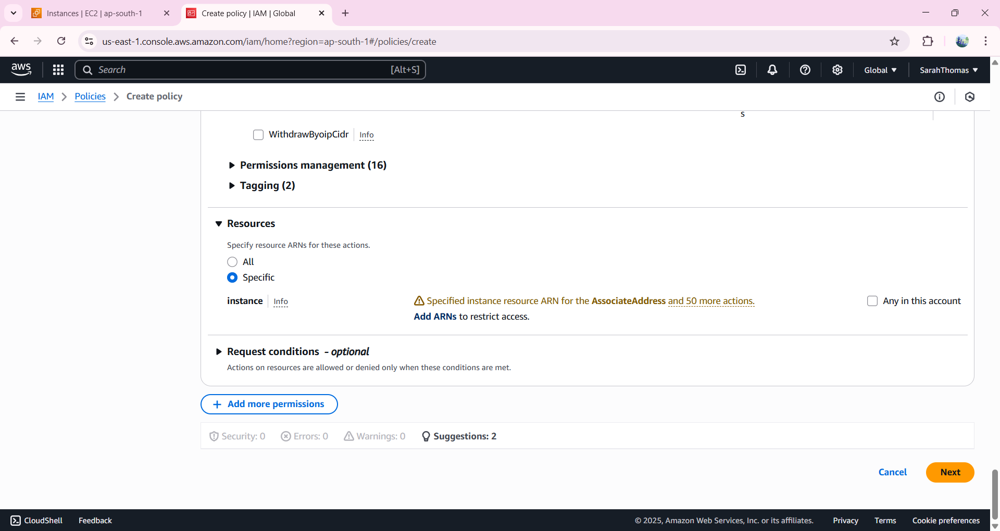 Instances | EC2 | ap-south-1
Create policy | IAM | Global
us-east-1.console.aws.amazon.com/iam/home?region=ap-south-1#/policies/create
aws
Search
[Alt+S]
Global
SarahThomas
IAM
Policies
Create policy
s
WithdrawByoipCidr
Info
Permissions management (16)
Tagging (2)
Resources
Specify resource ARNs for these actions.
All
Specific
instance
Info
Specified instance resource ARN for the AssociateAddress and 50 more actions.
Any in this account
Add ARNs to restrict access.
Request conditions - optional
Actions on resources are allowed or denied only when these conditions are met.
Add more permissions
Security: 0
Errors: 0
Warnings: 0
Suggestions: 2
Cancel
Next
CloudShell
Feedback
© 2025, Amazon Web Services, Inc. or its affiliates.
Privacy
Terms
Cookie preferences